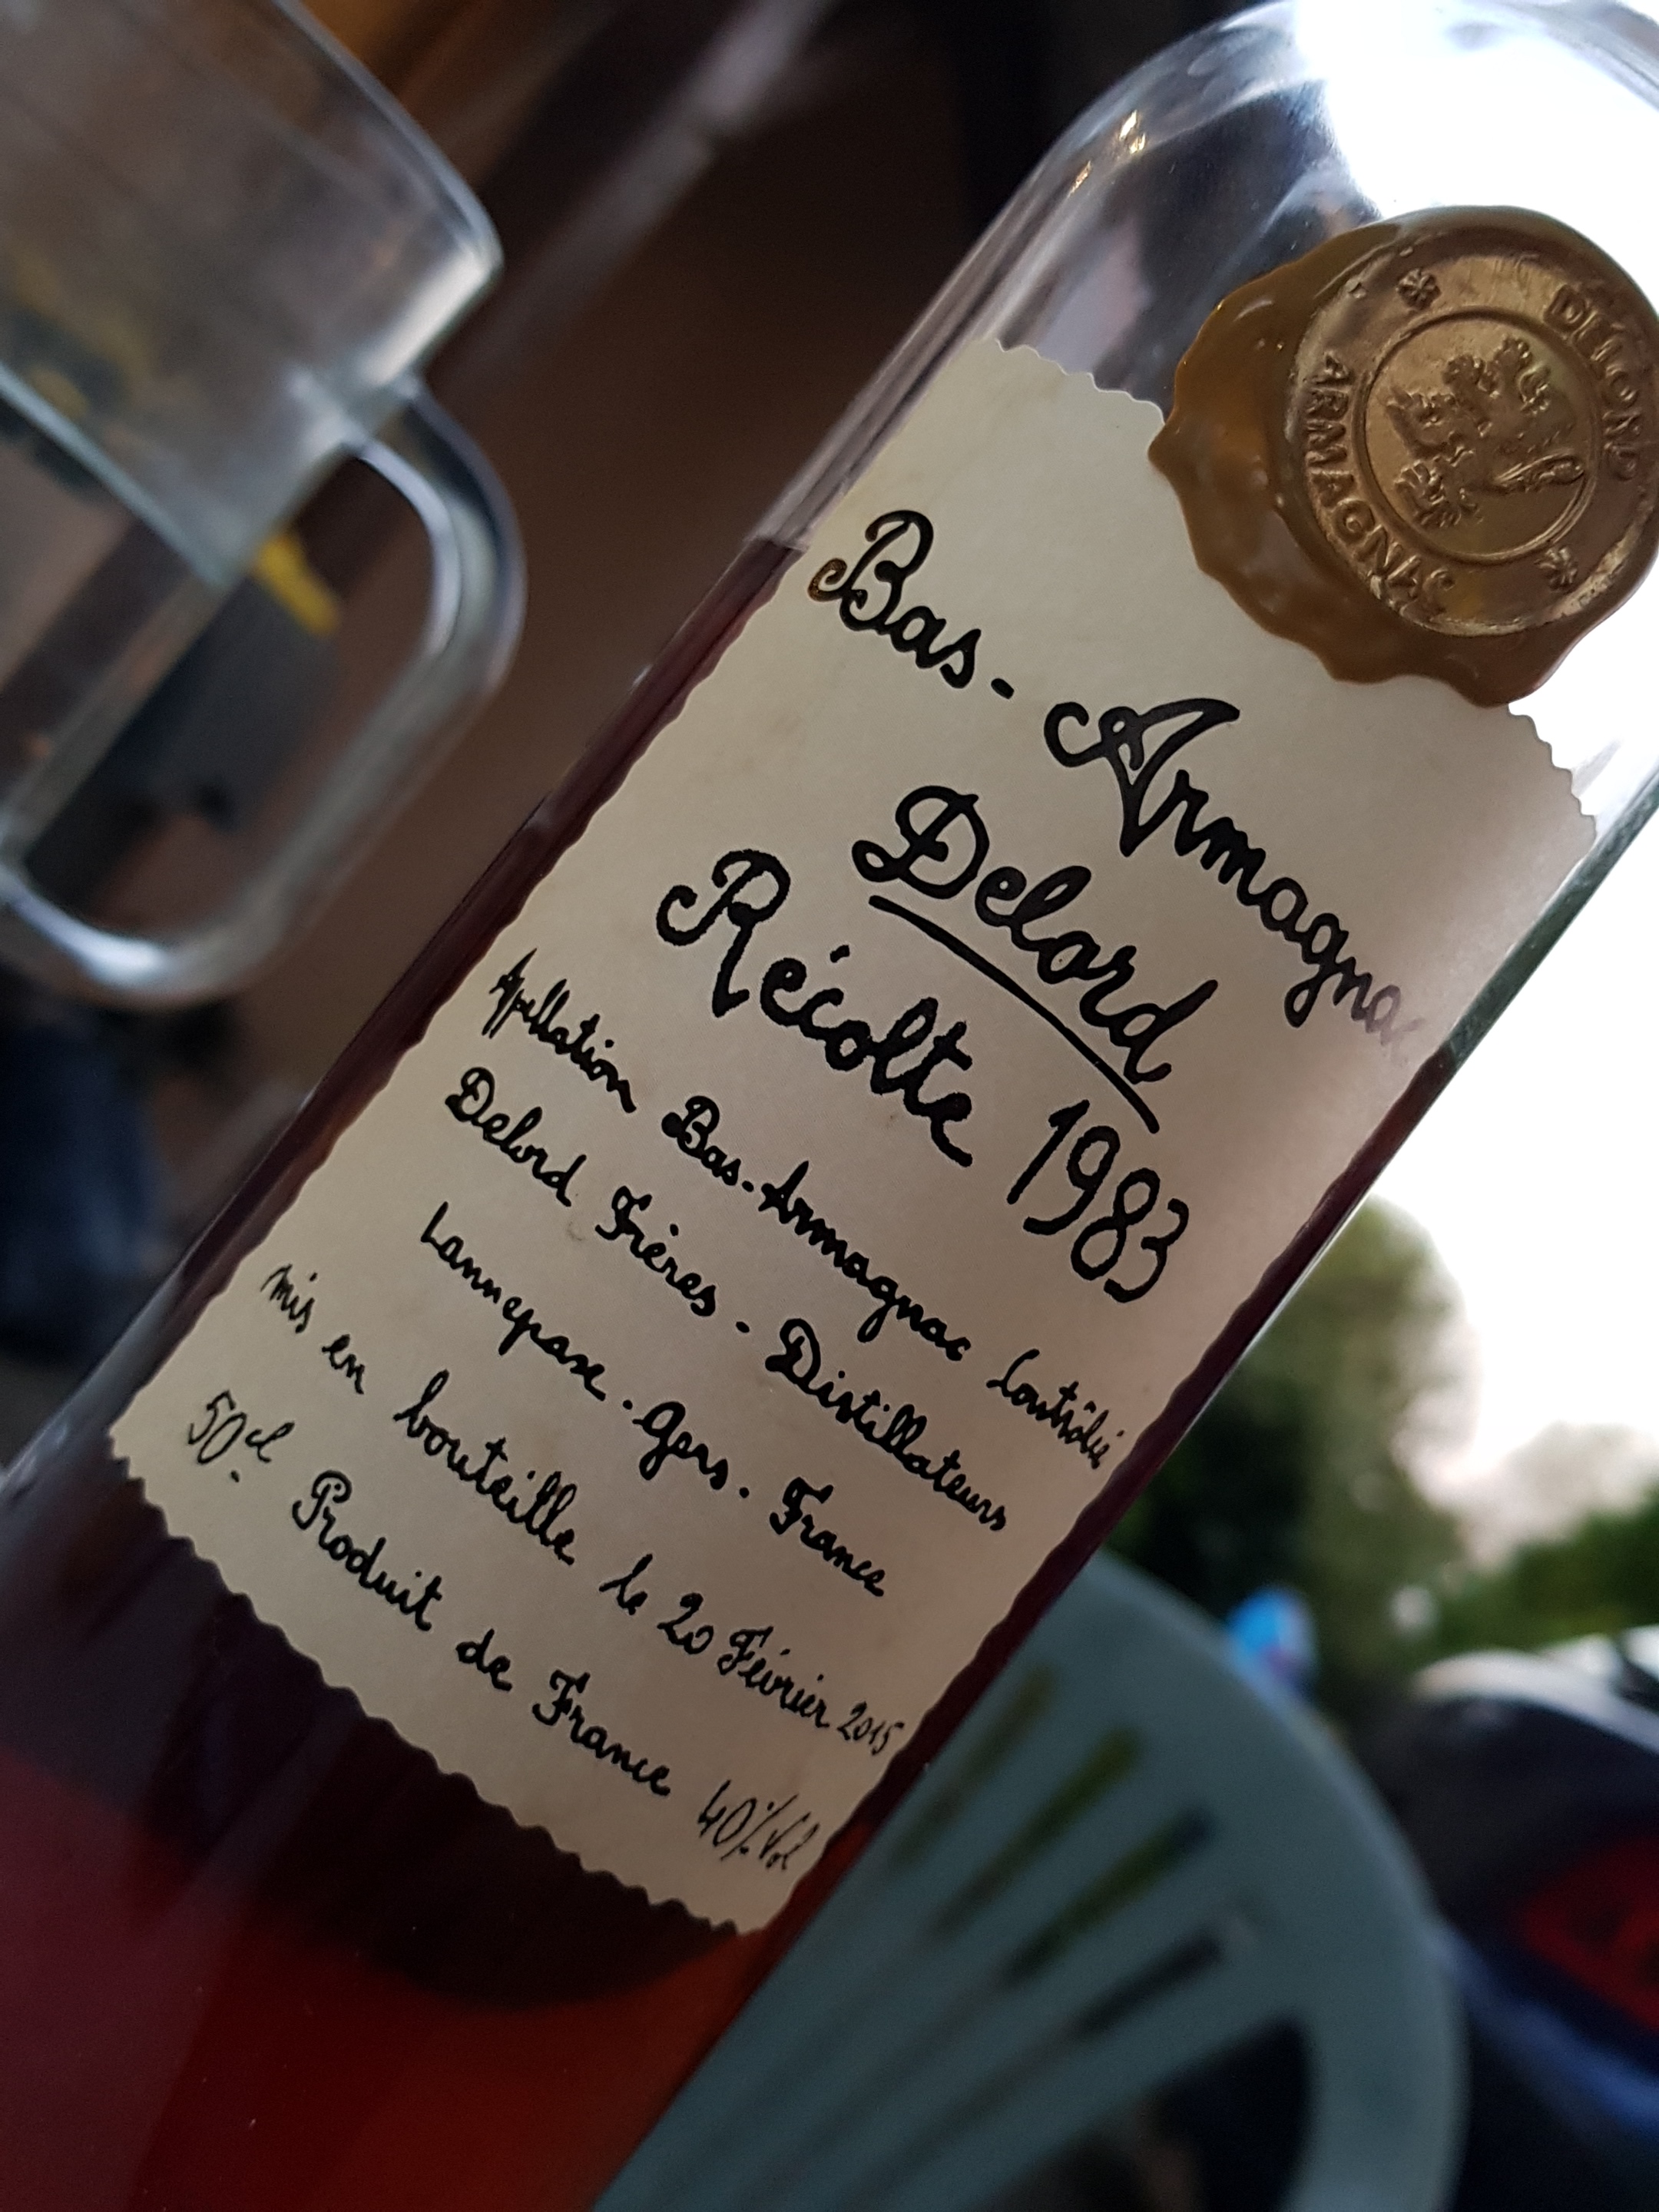 DELORD
ARMAGNAC
Bas-Armagnac
Delord
Récolte 1983
Appellation Bas-Armagnac Contrôlée
Delord Frères - Distillateurs
Lannepax - Gers - France
mis en bouteille le 20 Février 2015
50cl Produit de France 40%Vol